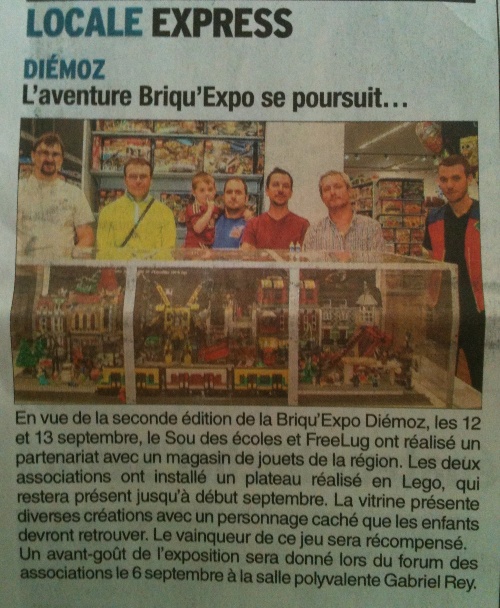 LOCALE EXPRESS
DIÉMOZ
L'aventure Briqu'Expo se poursuit...
En vue de la seconde édition de la Briqu'Expo Diémoz, les 12
et 13 septembre, le Sou des écoles et FreeLug ont réalisé un
partenariat avec un magasin de jouets de la région. Les deux
associations ont installé un plateau réalisé en Lego, qui
restera présent jusqu'à début septembre. La vitrine présente
diverses créations avec un personnage caché que les enfants
devront retrouver. Le vainqueur de ce jeu sera récompensé.
Un avant-goût de l'exposition sera donné lors du forum des
associations le 6 septembre à la salle polyvalente Gabriel Rey.